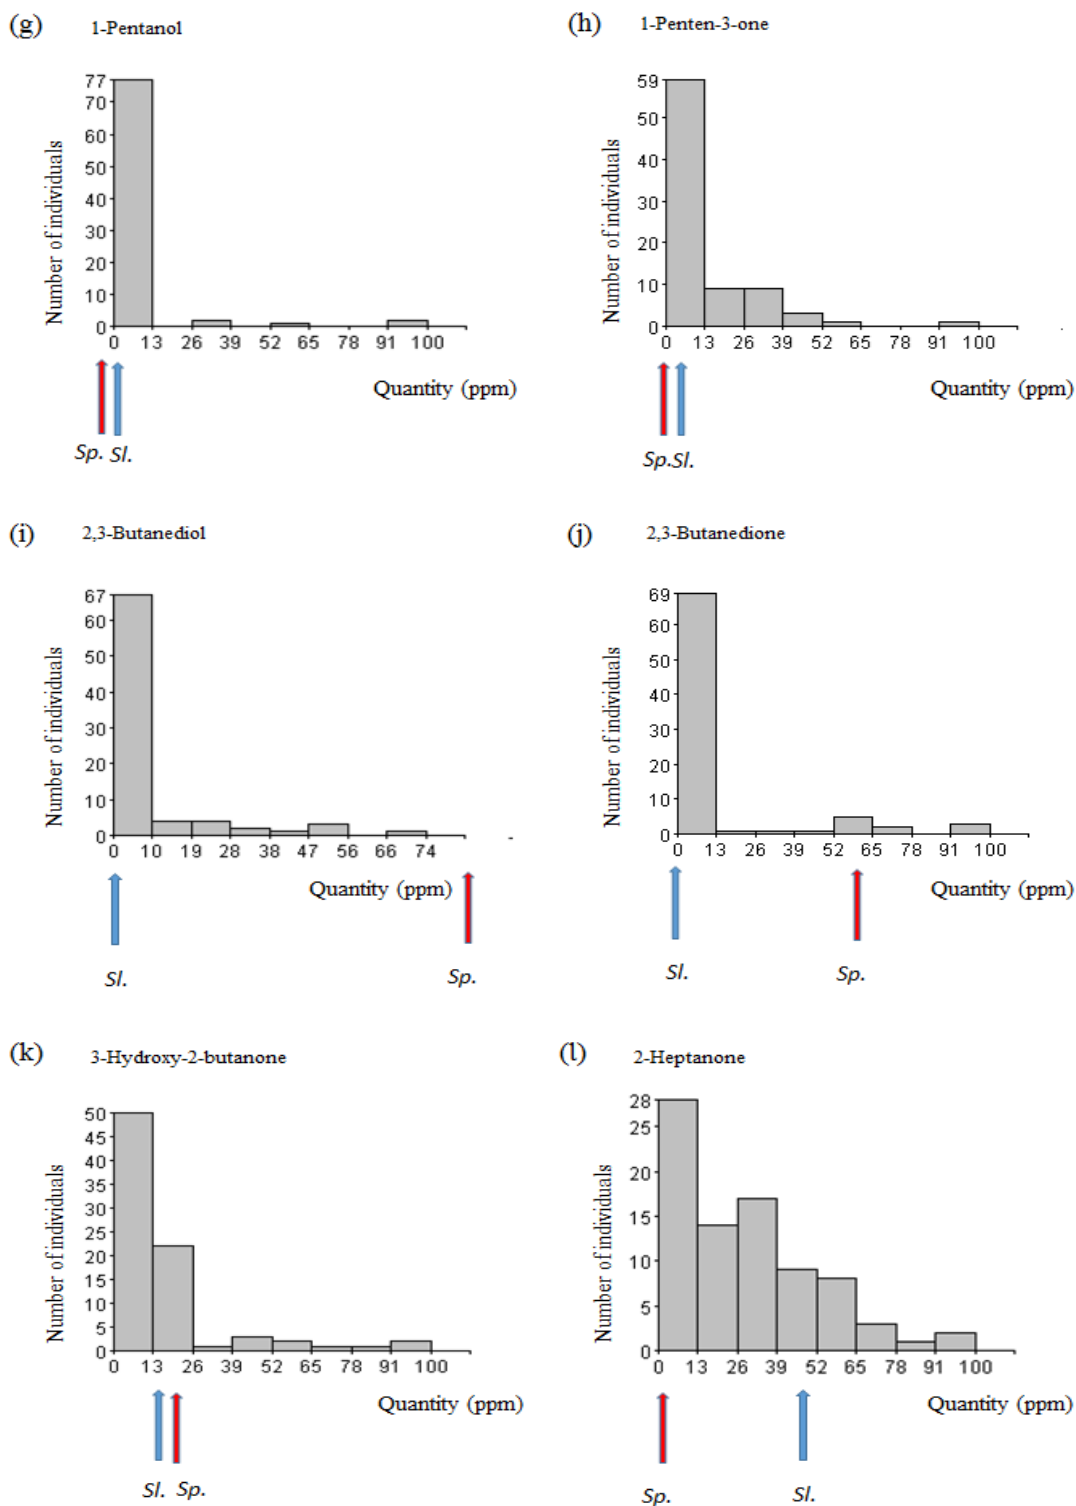 (g) 1-Pentanol
77
70
60
50
40
30
20
10
0
Number of individuals
0 13 26 39 52 65 78 91 100
Quantity (ppm)
Sp. Sl.
(h) 1-Penten-3-one
59
50
40
30
20
10
0
Number of individuals
0 13 26 39 52 65 78 91 100
Quantity (ppm)
Sp. Sl.
(i) 2,3-Butanediol
67
60
50
40
30
20
10
0
Number of individuals
0 10 19 28 38 47 56 66 74
Quantity (ppm)
Sl. Sp.
(j) 2,3-Butanedione
69
60
50
40
30
20
10
0
Number of individuals
0 13 26 39 52 65 78 91 100
Quantity (ppm)
Sl. Sp.
(k) 3-Hydroxy-2-butanone
50
45
40
35
30
25
20
15
10
5
0
Number of individuals
0 13 26 39 52 65 78 91 100
Quantity (ppm)
Sl. Sp.
(l) 2-Heptanone
28
25
20
15
10
5
0
Number of individuals
0 13 26 39 52 65 78 91 100
Quantity (ppm)
Sp. Sl.